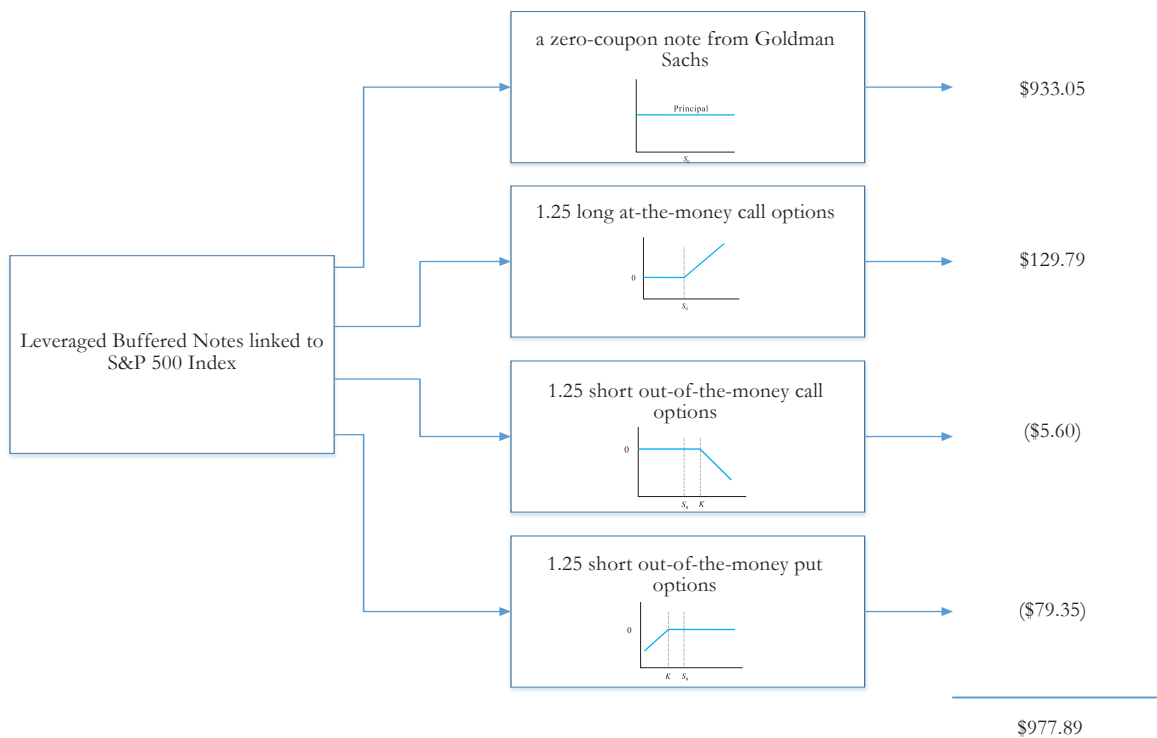 a zero-coupon note from Goldman
Sachs
Principal
S₀
$933.05
1.25 long at-the-money call options
0
S₀
$129.79
Leveraged Buffered Notes linked to
S&P 500 Index
1.25 short out-of-the-money call
options
0
S₀ K
($5.60)
1.25 short out-of-the-money put
options
0
K S₀
($79.35)
$977.89